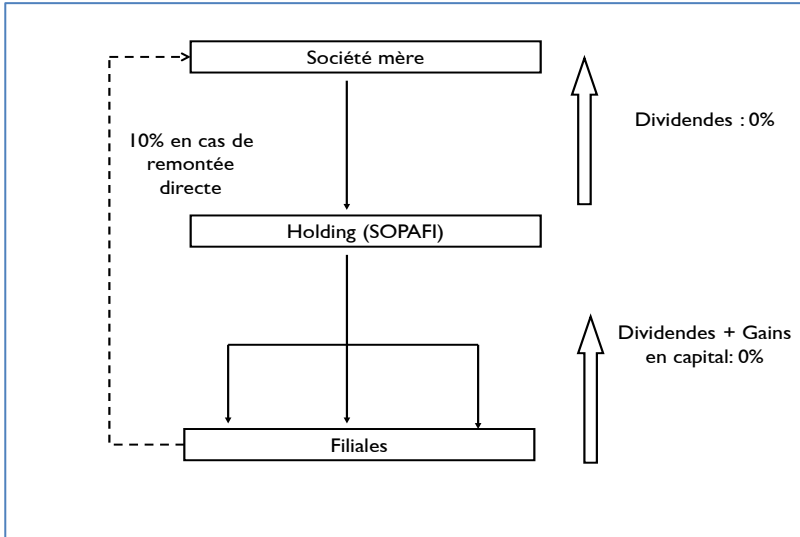 Société mère
Dividendes : 0%
10% en cas de
remontée
directe
Holding (SOPAFI)
Dividendes + Gains
en capital: 0%
Filiales